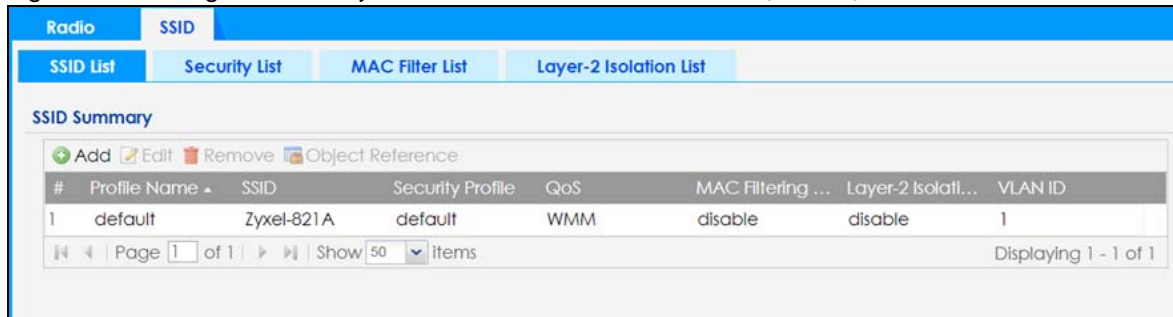 Radio SSID
SSID List Security List MAC Filter List Layer-2 Isolation List
SSID Summary
Add Edit Remove Object Reference
# Profile Name SSID Security Profile QoS MAC Filtering ... Layer-2 Isolati... VLAN ID
1 default Zyxel-821A default WMM disable disable 1
Page 1 of 1 Show 50 items Displaying 1 - 1 of 1